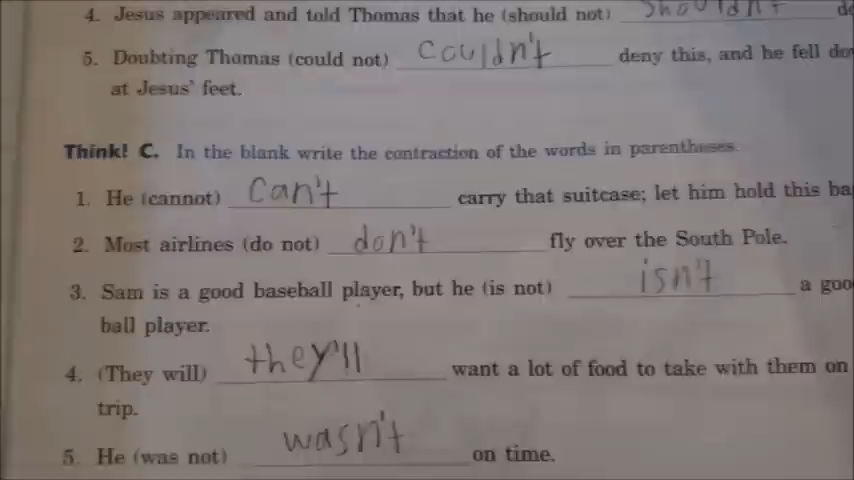 4. Jesus appeared and told Thomas that he (should not) shouldn't
5. Doubting Thomas (could not) couldn't deny this, and he fell
at Jesus' feet.
Think! C. In the blank write the contraction of the words in parentheses.
1. He (cannot) can't carry that suitcase; let him hold this
2. Most airlines (do not) don't fly over the South Pole.
3. Sam is a good baseball player, but he (is not) isn't a
ball player.
4. (They will) they'll want a lot of food to take with them on
trip.
5. He (was not) wasn't on time.